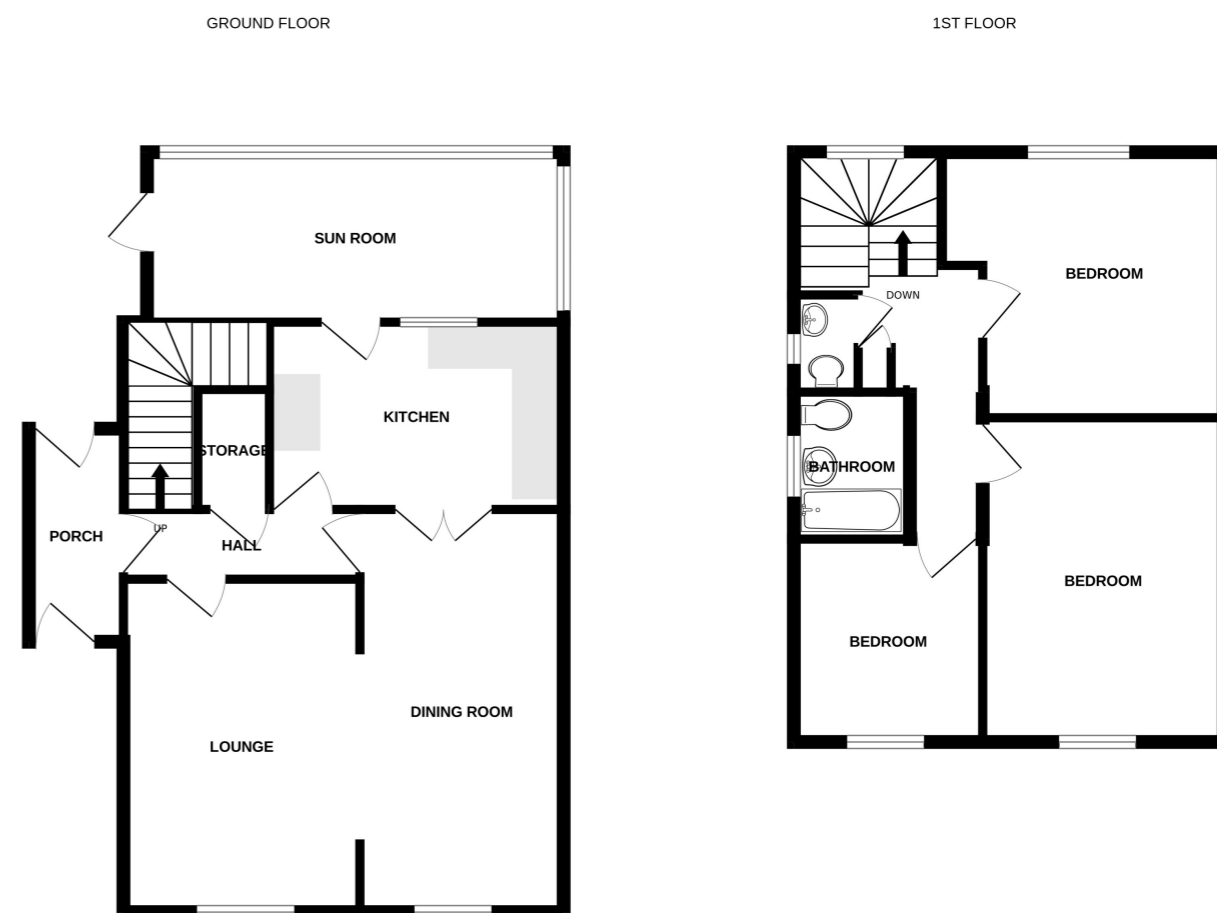 GROUND FLOOR
SUN ROOM
KITCHEN
STORAGE
UP
PORCH
HALL
DINING ROOM
LOUNGE
1ST FLOOR
BEDROOM
DOWN
BATHROOM
BEDROOM
BEDROOM